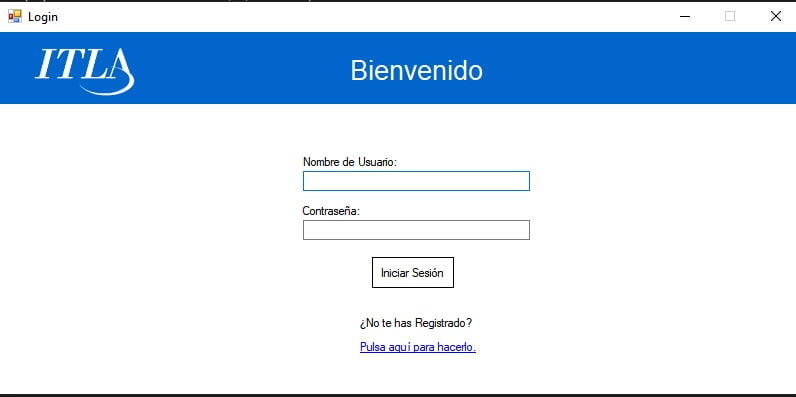 Login
ITLA
Bienvenido
Nombre de Usuario:
Contraseña:
Iniciar Sesión
¿No te has Registrado?
Pulsa aquí para hacerlo.